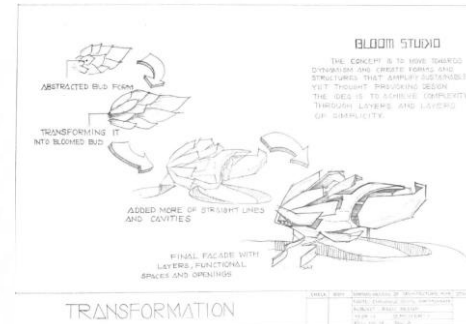 BLOOM STUDIO
THE CONCEPT IS TO MOVE TOWARDS
DYNAMISM AND CREATE FORMS AND
STRUCTURES THAT AMPLIFY SUSTAINABLE
YET THOUGHT PROVOKING DESIGN
THE IDEA IS TO ACHIEVE COMPLEXITY
THROUGH LAYERS AND LAYERS
OF SIMPLICITY.
ABSTRACTED BUD FORM
TRANSFORMING IT
INTO BLOOMED BUD
ADDED MORE OF STRAIGHT LINES
AND CAVITIES
FINAL FACADE WITH
LAYERS, FUNCTIONAL
SPACES AND OPENINGS
TRANSFORMATION